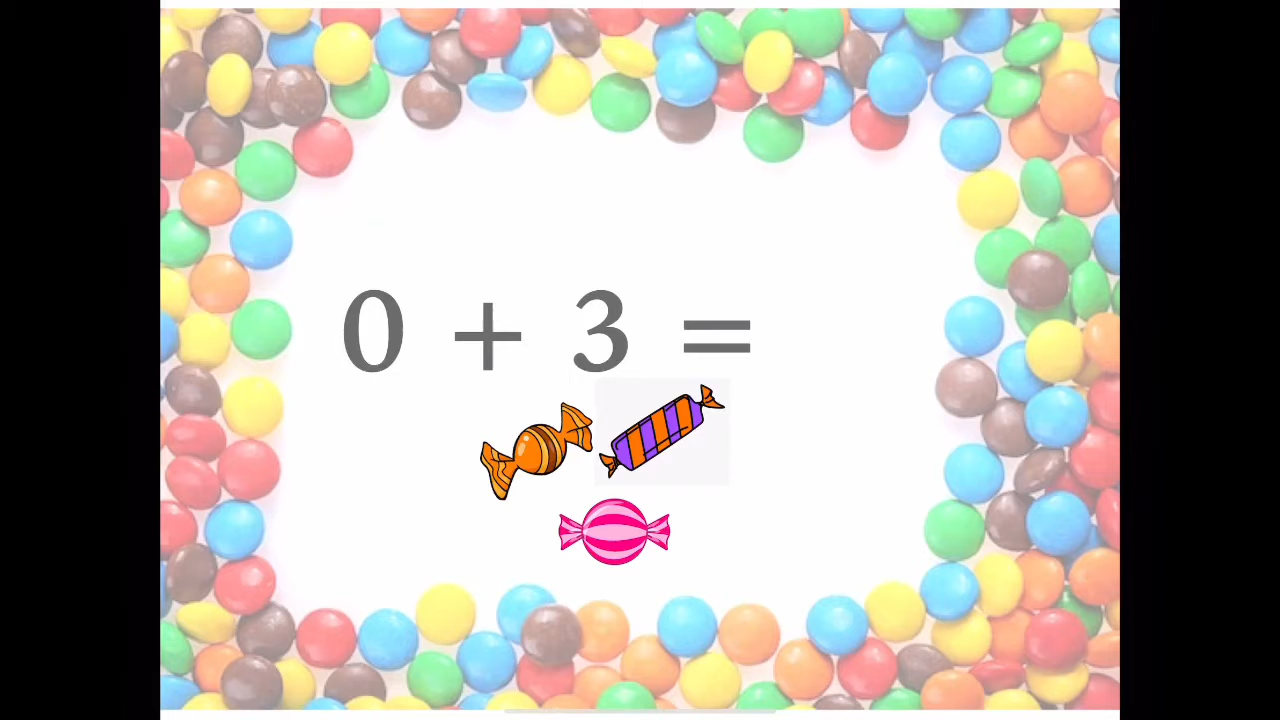 0 + 3 =